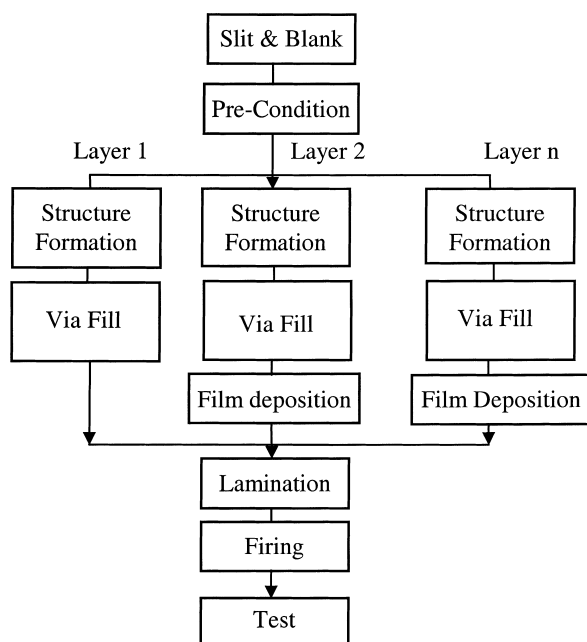 Slit & Blank
Pre-Condition
Layer 1
Layer 2
Layer n
Structure
Formation
Structure
Formation
Structure
Formation
Via Fill
Via Fill
Via Fill
Film deposition
Film Deposition
Lamination
Firing
Test